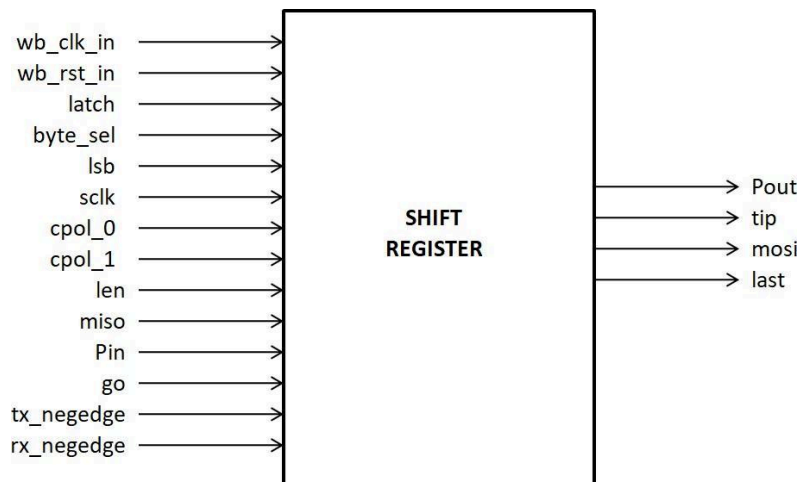 wb_clk_in
wb_rst_in
latch
byte_sel
lsb
sclk
cpol_0
cpol_1
len
miso
Pin
go
tx_negedge
rx_negedge
SHIFT
REGISTER
Pout
tip
mosi
last